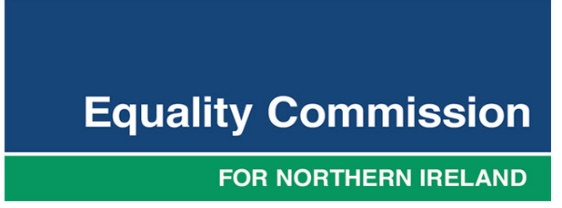 Equality Commission
FOR NORTHERN IRELAND